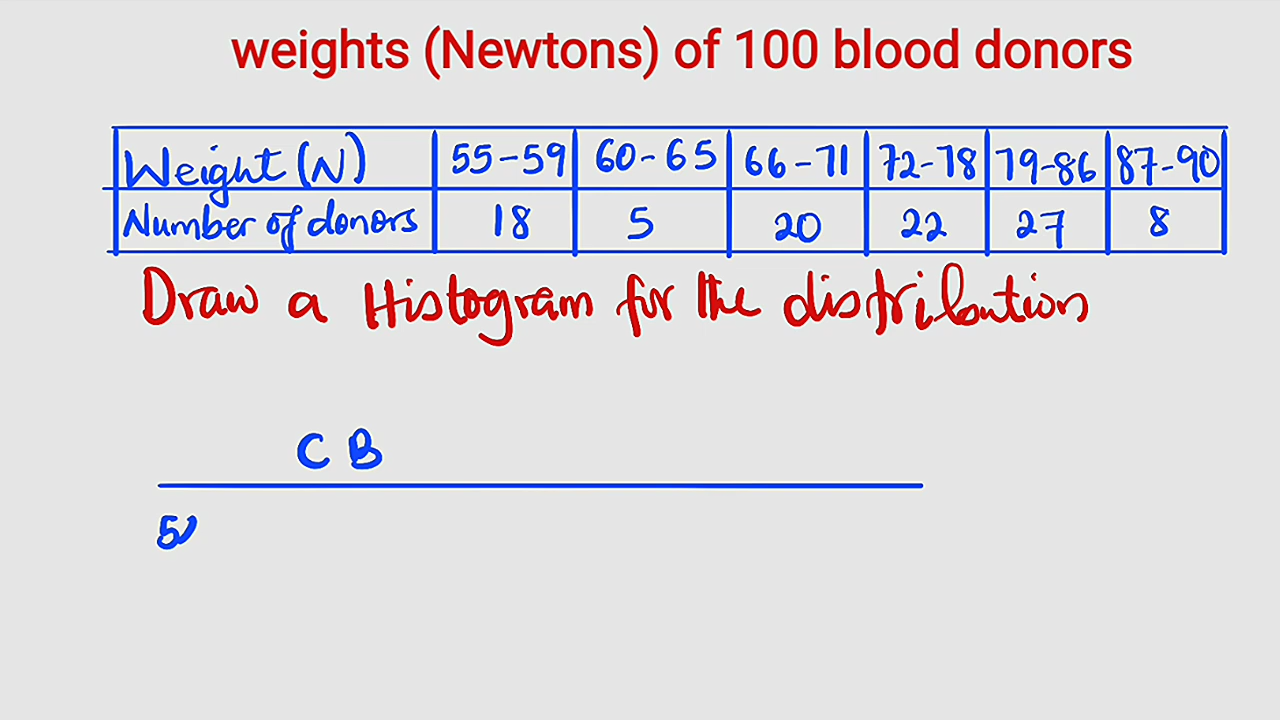 weights (Newtons) of 100 blood donors
Weight (N) 55-59 60-65 66-71 72-78 79-86 87-90
Number of donors 18 5 20 22 27 8
Draw a Histogram for the distribution
C B
5